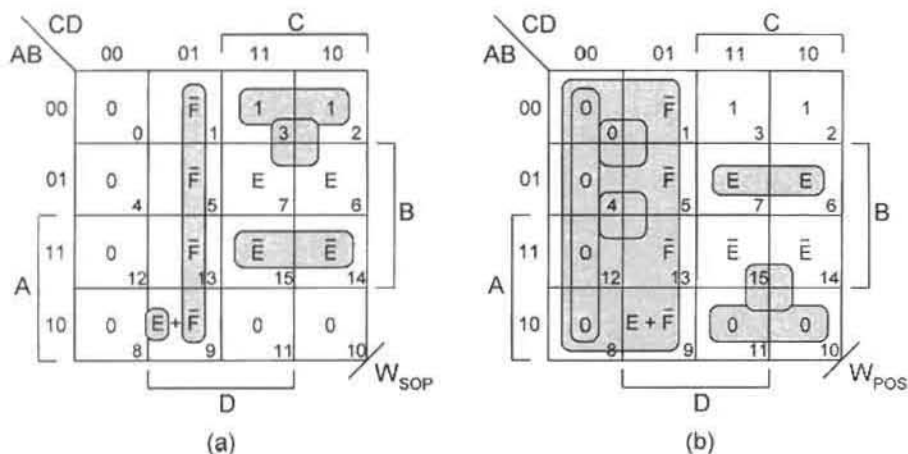 CD C CD C
AB 00 01 11 10 AB 00 01 11 10
00 0 F̄ 1 1 00 0 F̄ 1 1
0 1 3 2 0 1 3 2
01 0 F̄ E E 01 0 F̄ E E
4 5 7 6 B 4 5 7 6 B
11 0 F̄ Ē Ē 11 0 F̄ Ē Ē
A 12 13 15 14 A 12 13 15 14
10 0 E + F̄ 0 0 10 0 E + F̄ 0 0
8 9 11 10 8 9 11 10
W_SOP W_POS
D D
(a) (b)